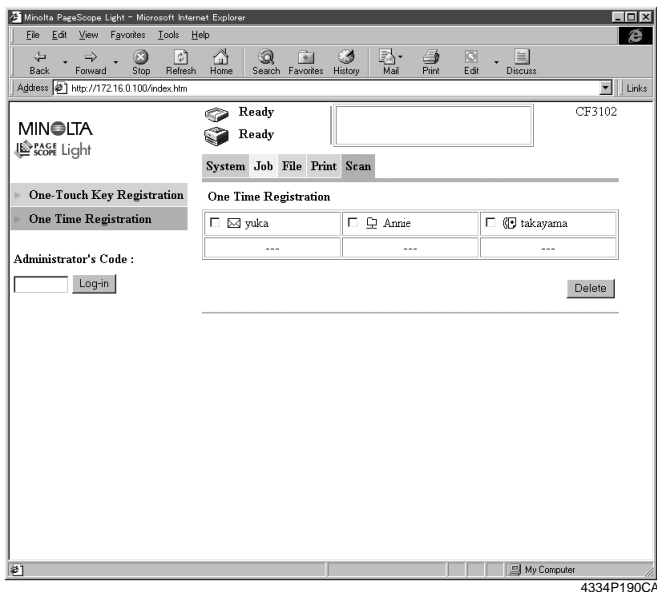 Minolta PageScope Light - Microsoft Internet Explorer
File Edit View Favorites Tools Help
Back Forward Stop Refresh Home Search Favorites History Mail Print Edit Discuss
Address http://172.16.0.100/index.htm Links
MINOLTA
PAGE SCOPE Light
Ready
Ready
CF3102
System Job File Print Scan
One-Touch Key Registration
One Time Registration
Administrator's Code :
Log-in
One Time Registration
yuka Annie takayama
--- --- ---
Delete
My Computer
4334P190CA